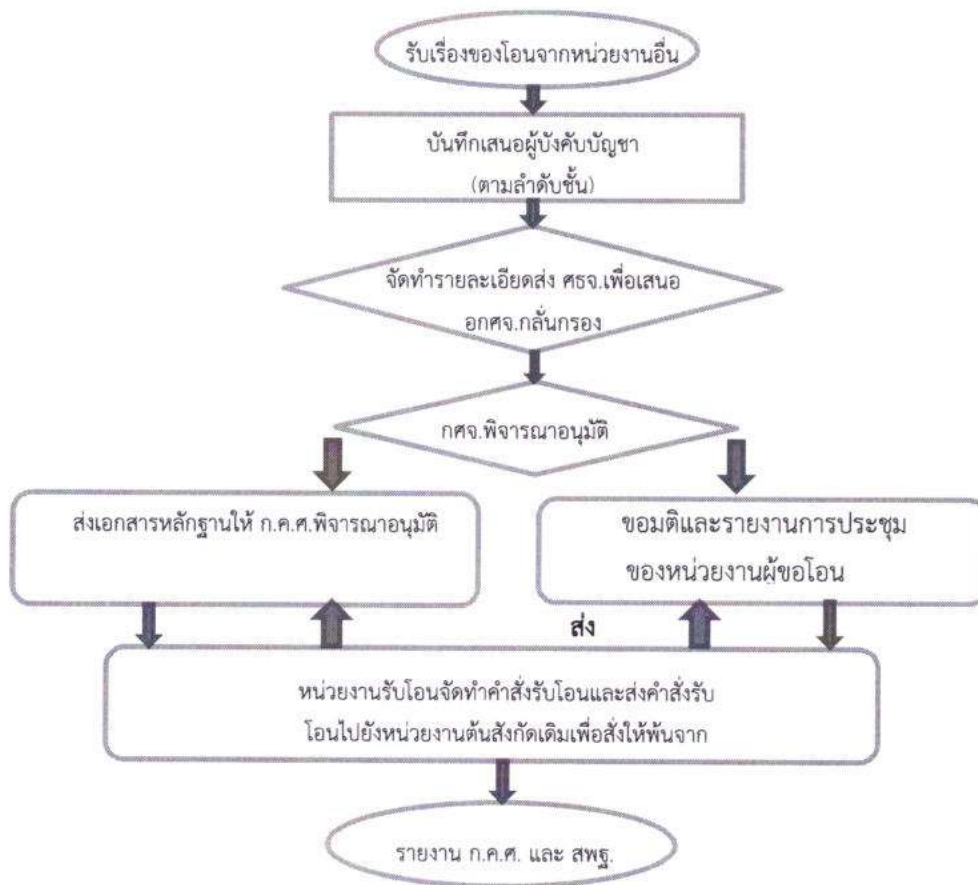 รับเรื่องของโอนจากหน่วยงานอื่น
บันทึกเสนอผู้บังคับบัญชา
(ตามลำดับชั้น)
จัดทำรายละเอียดส่ง ศธจ.เพื่อเสนอ
อกศจ.กลั่นกรอง
กศจ.พิจารณาอนุมัติ
ส่งเอกสารหลักฐานให้ ก.ค.ศ.พิจารณาอนุมัติ
ขอมติและรายงานการประชุม
ของหน่วยงานผู้ขอโอน
ส่ง
หน่วยงานรับโอนจัดทำคำสั่งรับโอนและส่งคำสั่งรับ
โอนไปยังหน่วยงานต้นสังกัดเดิมเพื่อสั่งให้พ้นจาก
รายงาน ก.ค.ศ. และ สพฐ.